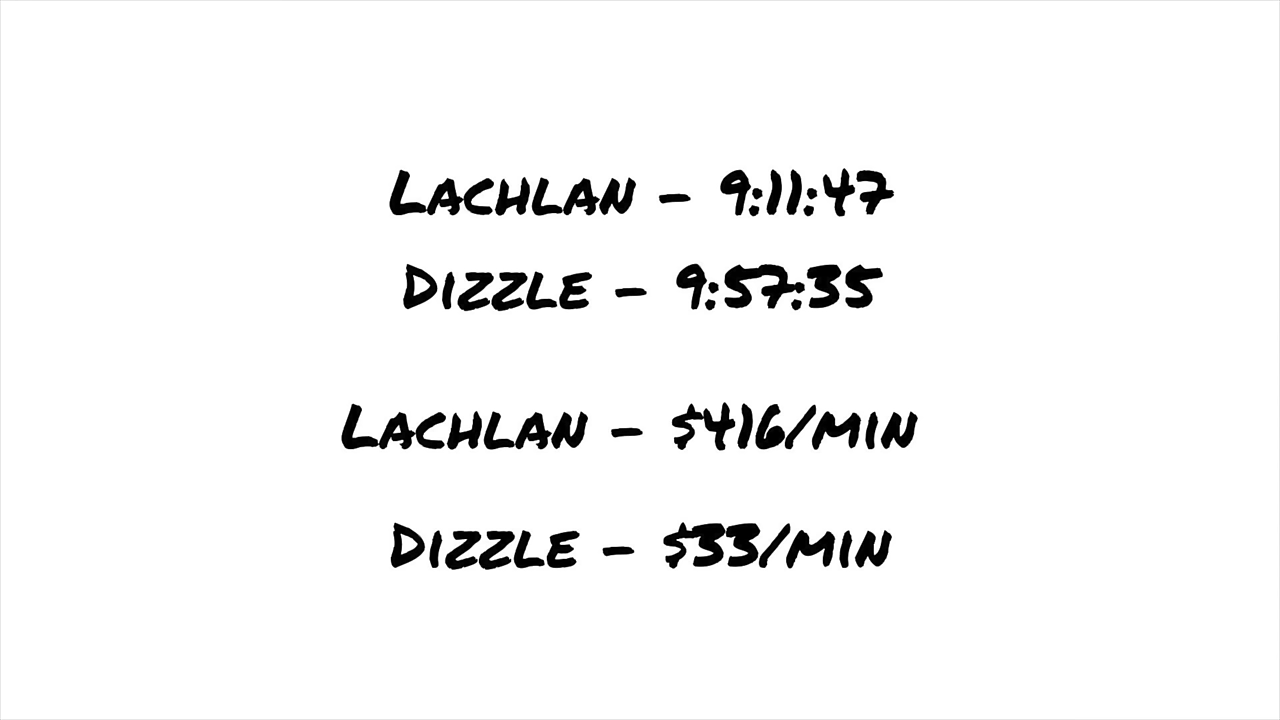 Lachlan - 9:11:47
Dizzle - 9:57:35
Lachlan - $416/min
Dizzle - $33/min